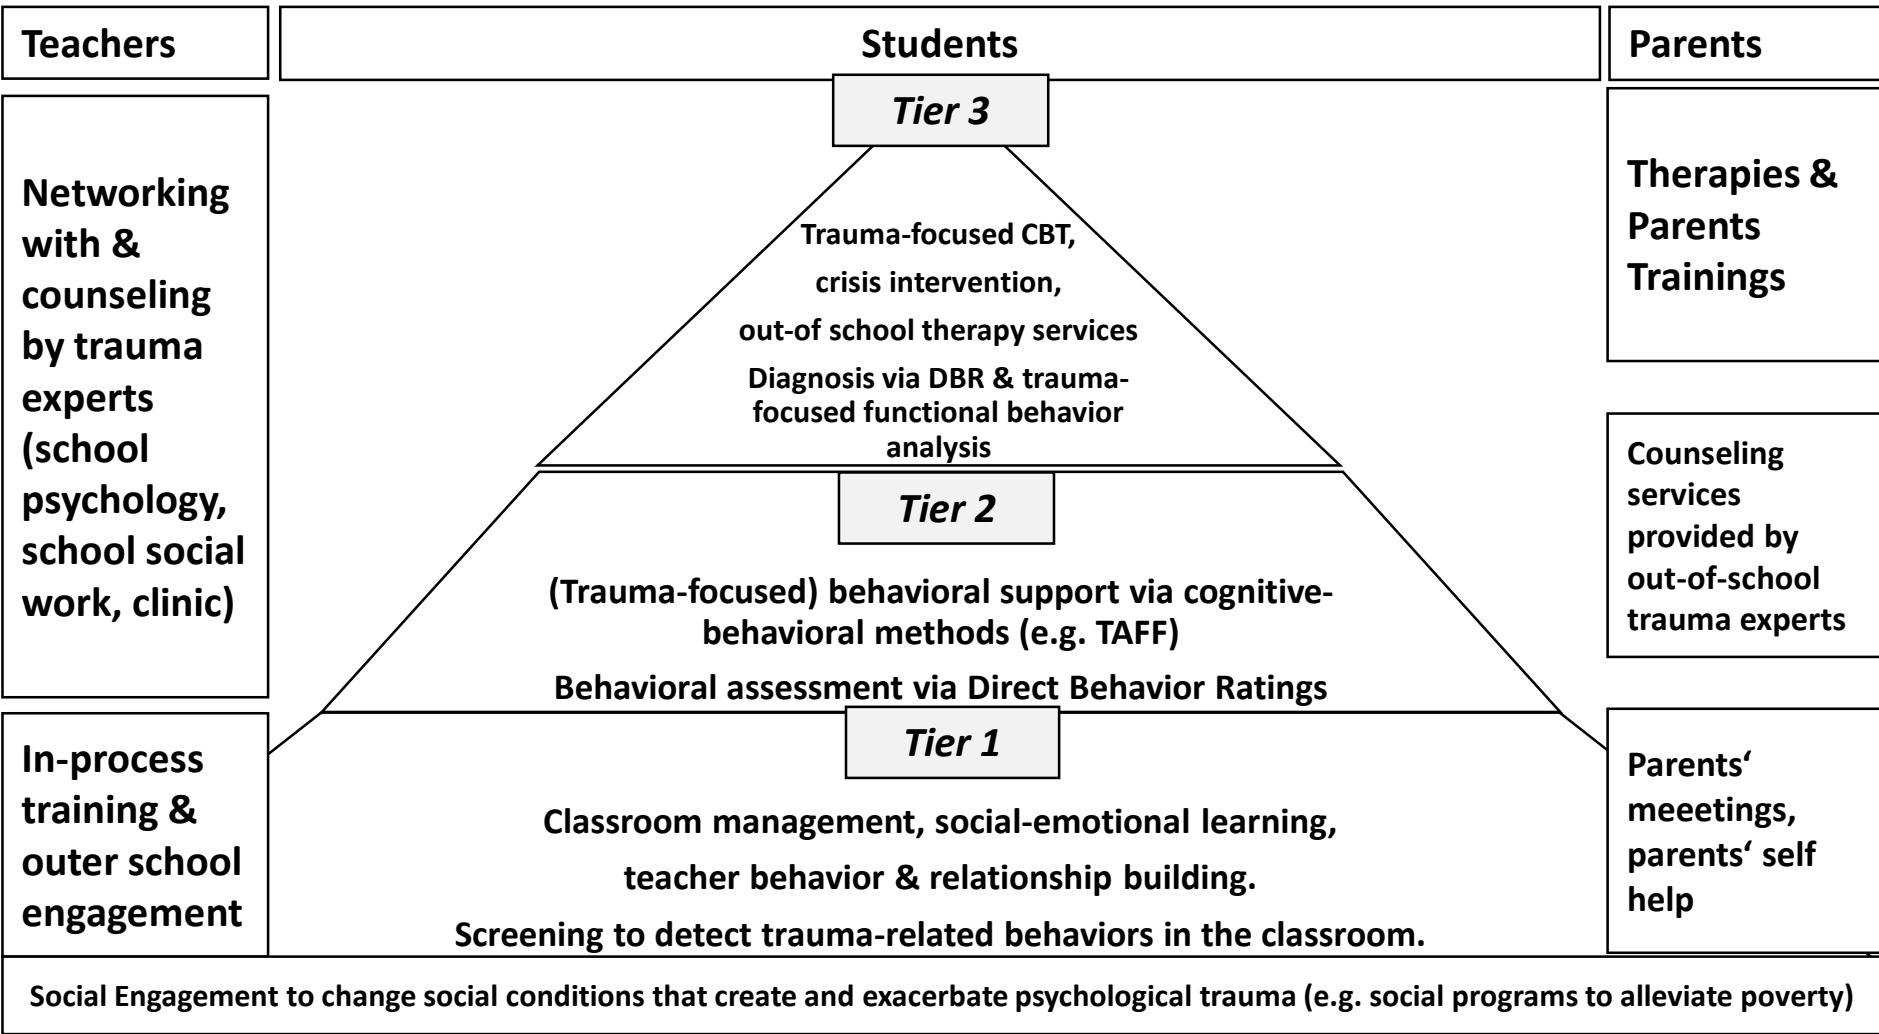 Teachers
Students
Parents
Networking
with &
counseling
by trauma
experts
(school
psychology,
school social
work, clinic)
In-process
training &
outer school
engagement
Tier 3
Trauma-focused CBT,
crisis intervention,
out-of school therapy services
Diagnosis via DBR & trauma-
focused functional behavior
analysis
Tier 2
(Trauma-focused) behavioral support via cognitive-
behavioral methods (e.g. TAFF)
Behavioral assessment via Direct Behavior Ratings
Tier 1
Classroom management, social-emotional learning,
teacher behavior & relationship building.
Screening to detect trauma-related behaviors in the classroom.
Therapies &
Parents
Trainings
Counseling
services
provided by
out-of-school
trauma experts
Parents‘
meeetings,
parents‘ self
help
Social Engagement to change social conditions that create and exacerbate psychological trauma (e.g. social programs to alleviate poverty)